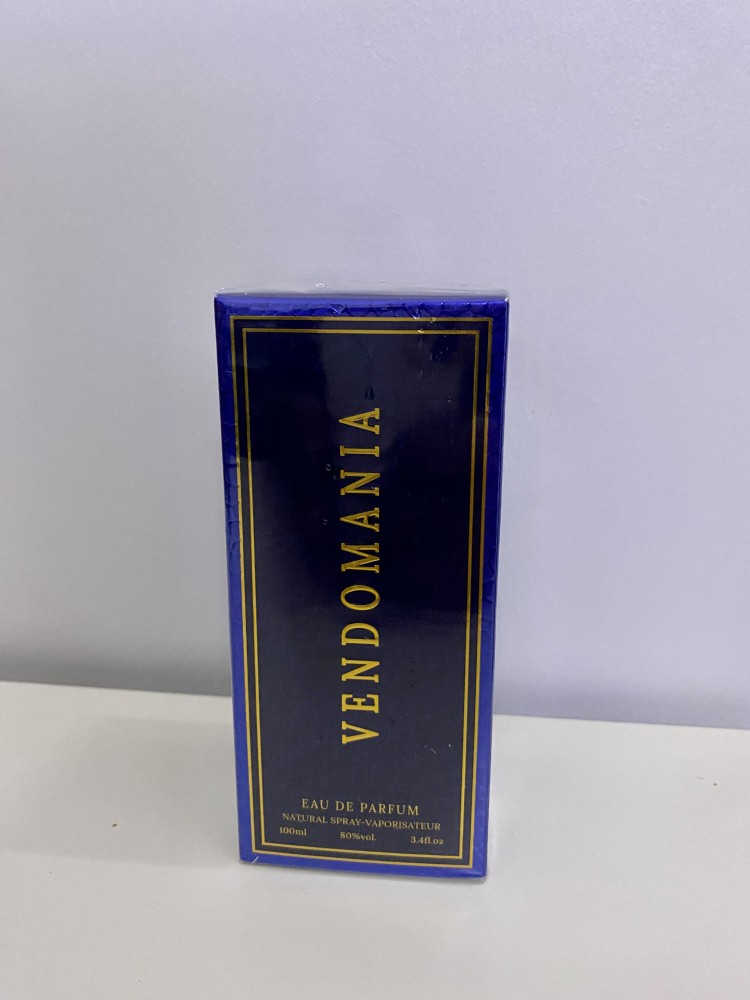 VENDOMANIA
EAU DE PARFUM
NATURAL SPRAY-VAPORISATEUR
100ml 80%vol. 3.4fl.oz